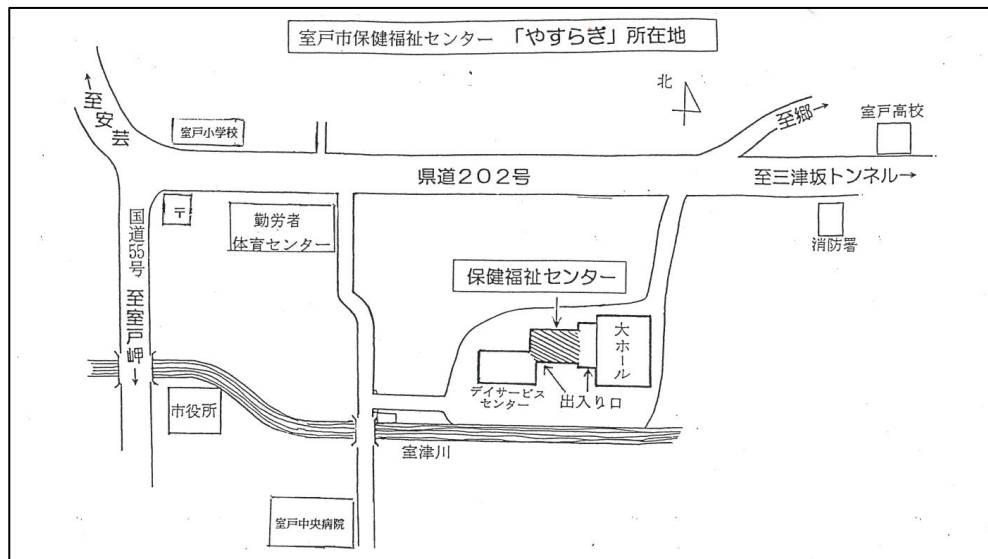 室戸市保健福祉センター 「やすらぎ」所在地
北
←至安芸
室戸小学校
至郷→
室戸高校
県道202号
至三津坂トンネル→
〒
勤労者
体育センター
消防署
国道55号 至室戸岬→
保健福祉センター
大ホール
デイサービス
センター
出入り口
市役所
室津川
室戸中央病院